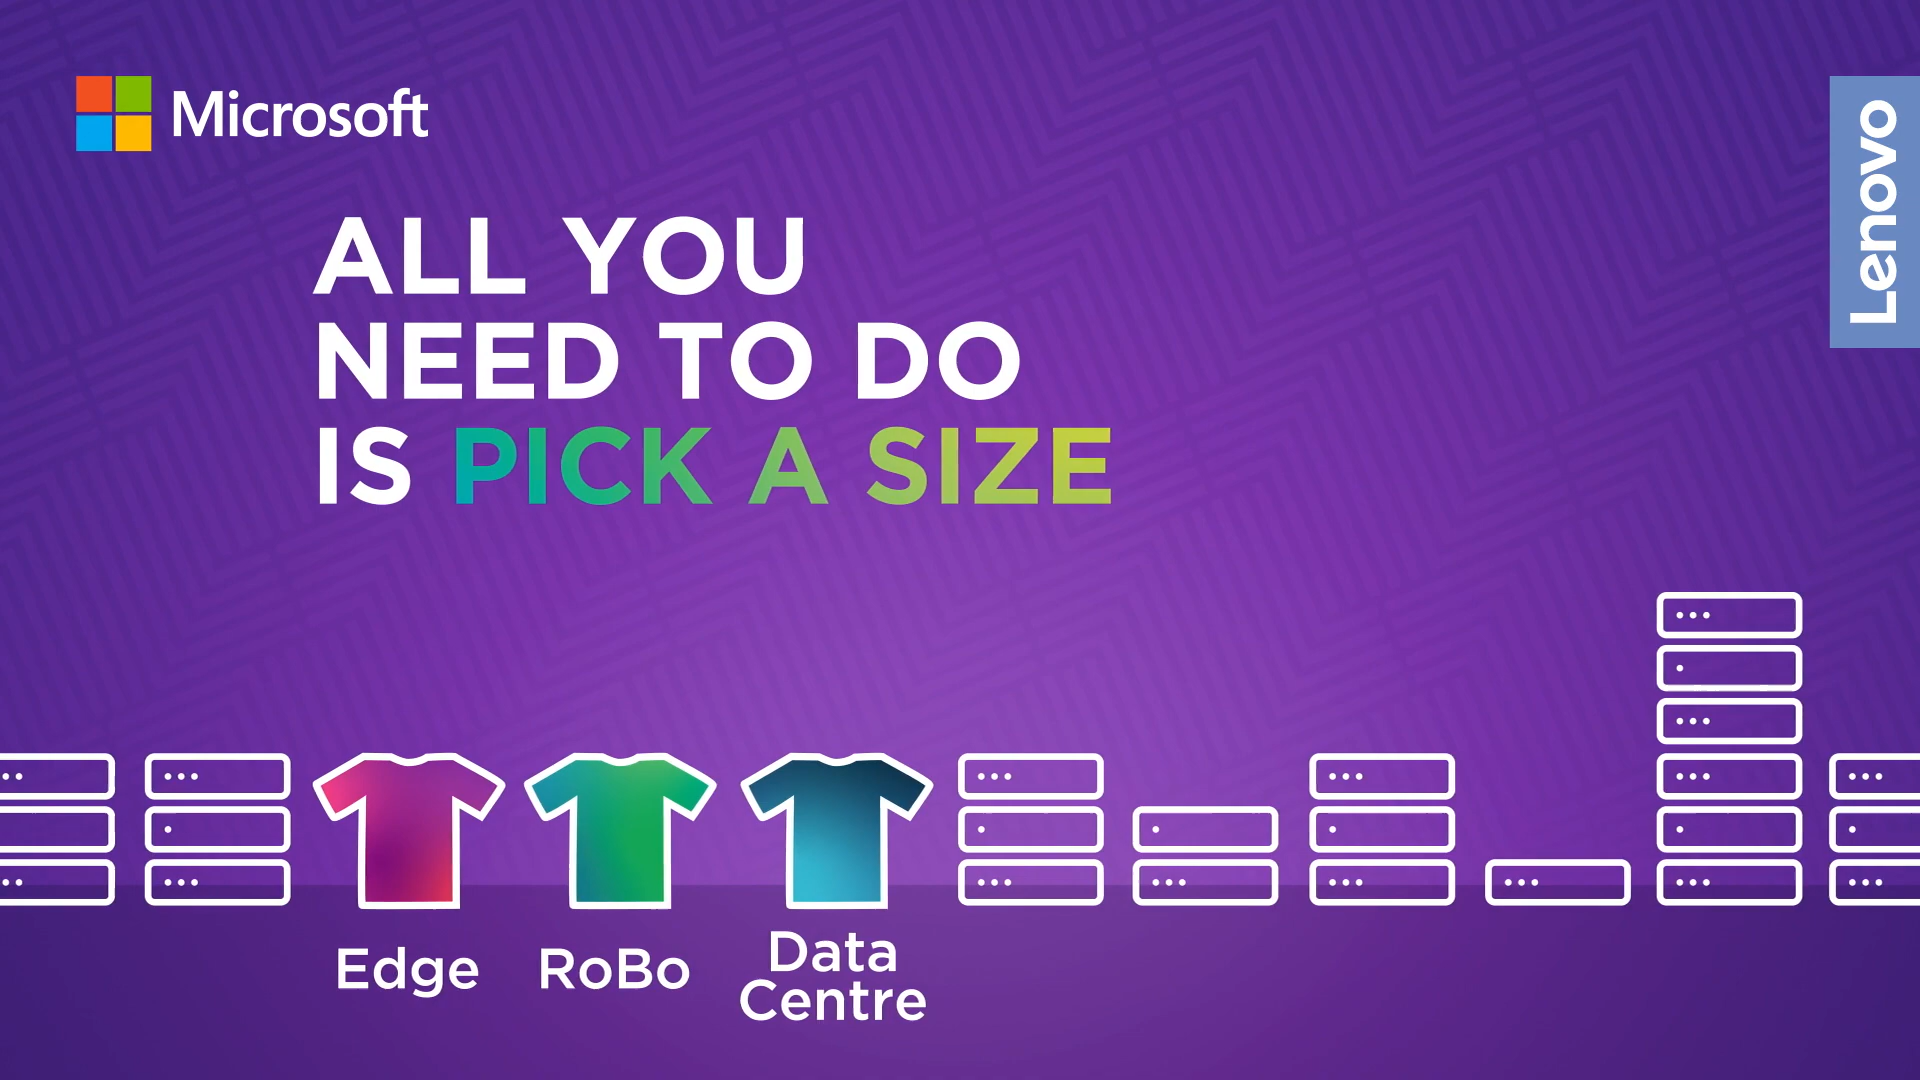 Microsoft
Lenovo
ALL YOU
NEED TO DO
IS PICK A SIZE
Edge
RoBo
Data
Centre